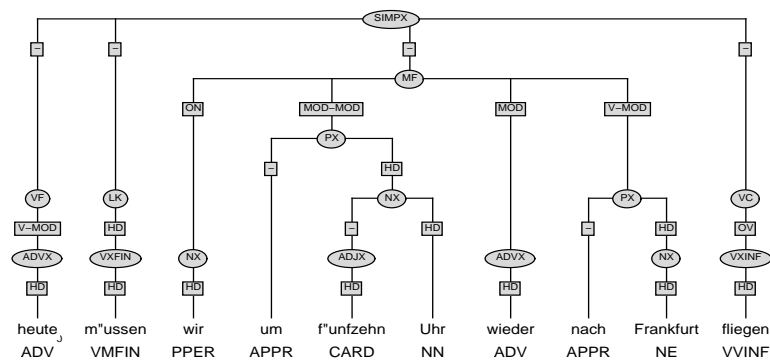 SIMPX
– – –
MF
ON MOD–MOD MOD V–MOD
PX
– HD
VF LK NX PX VC
V–MOD HD – HD – HD OV
ADVX VXFIN NX ADJX ADVX NX VXINF
HD HD HD HD HD HD HD
heute m"ussen wir um f"unfzehn Uhr wieder nach Frankfurt fliegen
ADV VMFIN PPER APPR CARD NN ADV APPR NE VVINF